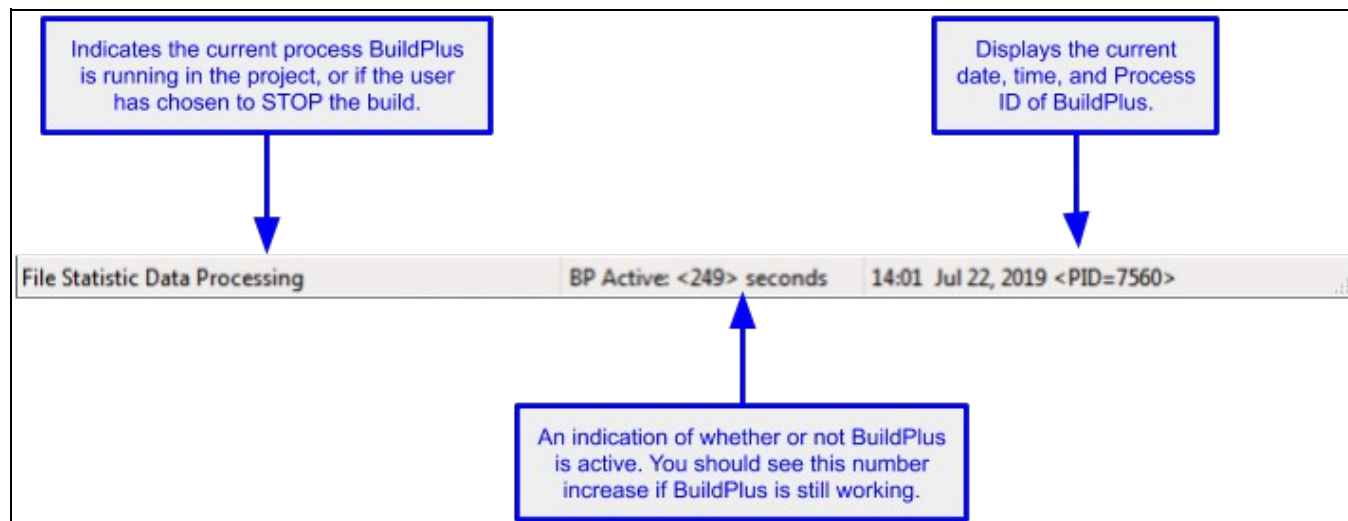 Indicates the current process BuildPlus
is running in the project, or if the user
has chosen to STOP the build.
Displays the current
date, time, and Process
ID of BuildPlus.
File Statistic Data Processing
BP Active: <249> seconds
14:01 Jul 22, 2019 <PID=7560>
An indication of whether or not BuildPlus
is active. You should see this number
increase if BuildPlus is still working.